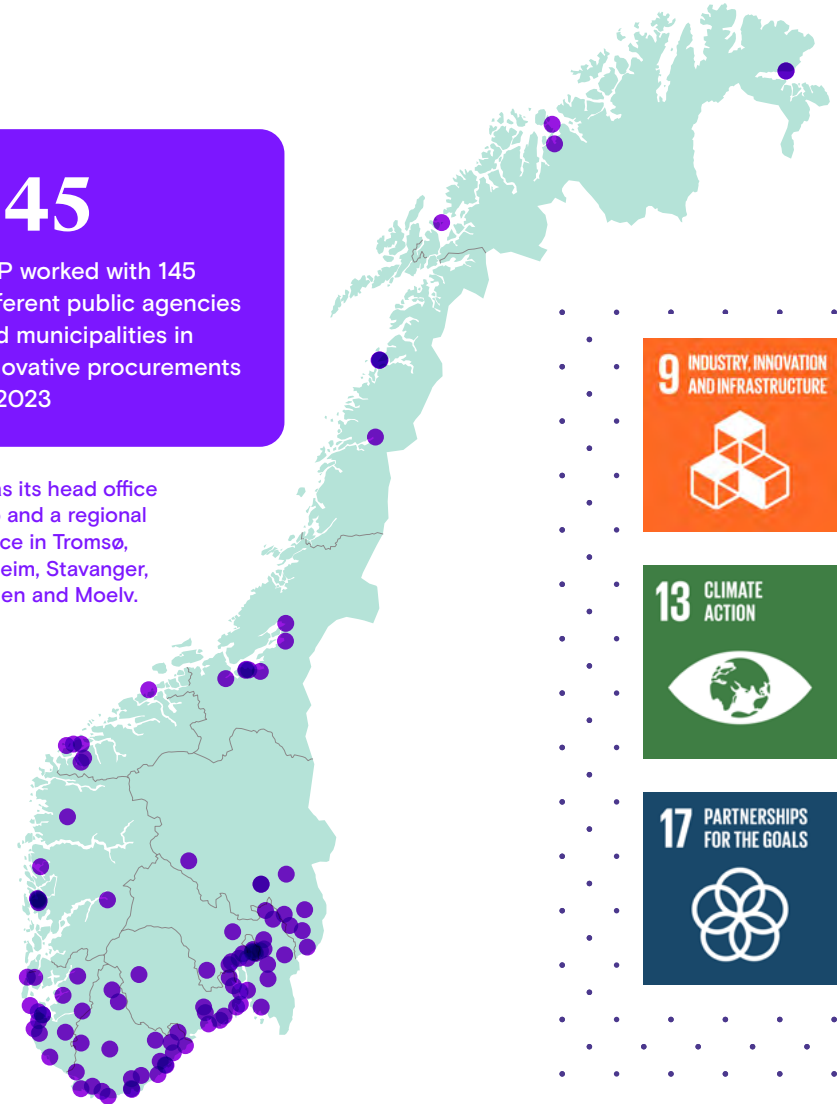 45
P worked with 145
ferent public agencies
d municipalities in
ovative procurements
2023
as its head office
and a regional
ce in Tromsø,
eim, Stavanger,
en and Moelv.
9 INDUSTRY, INNOVATION
AND INFRASTRUCTURE
13 CLIMATE
ACTION
17 PARTNERSHIPS
FOR THE GOALS